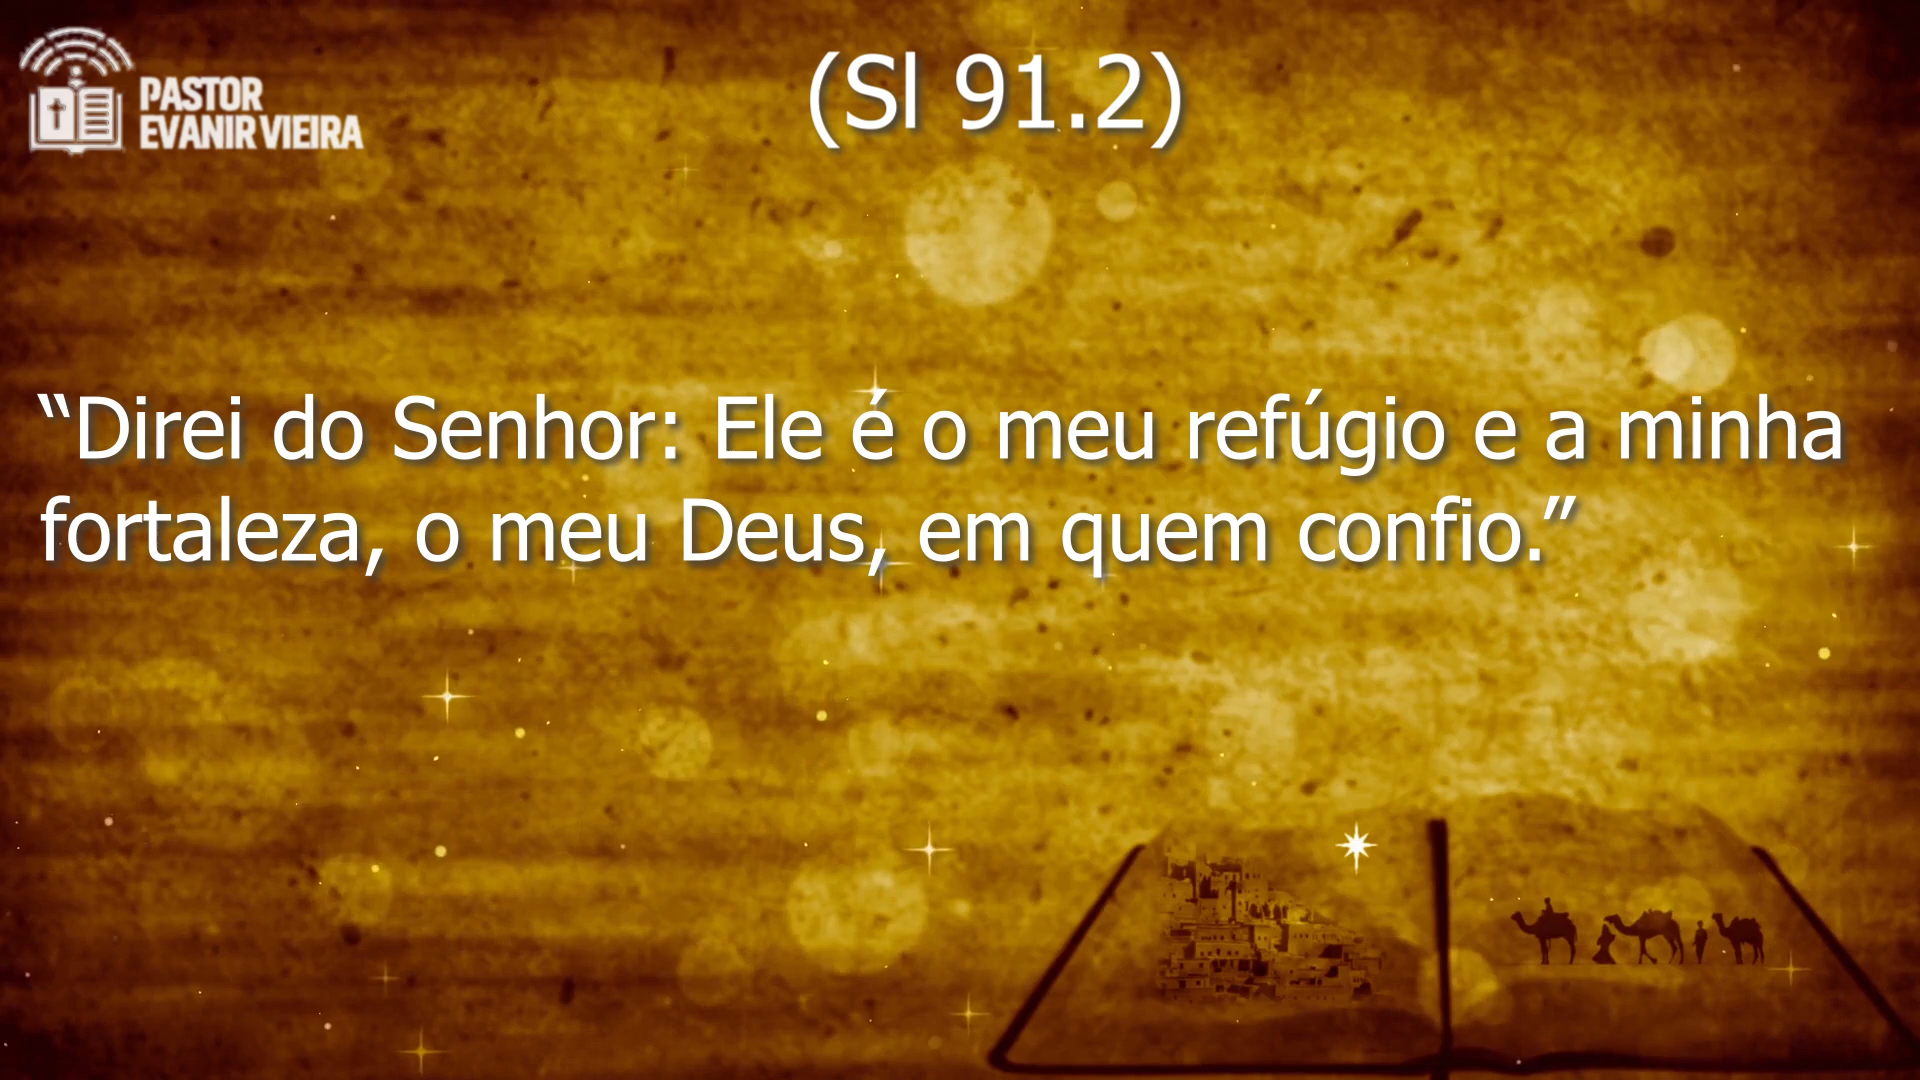 PASTOR
EVANIR VIEIRA
(Sl 91.2)
“Direi do Senhor: Ele é o meu refúgio e a minha
fortaleza, o meu Deus, em quem confio.”